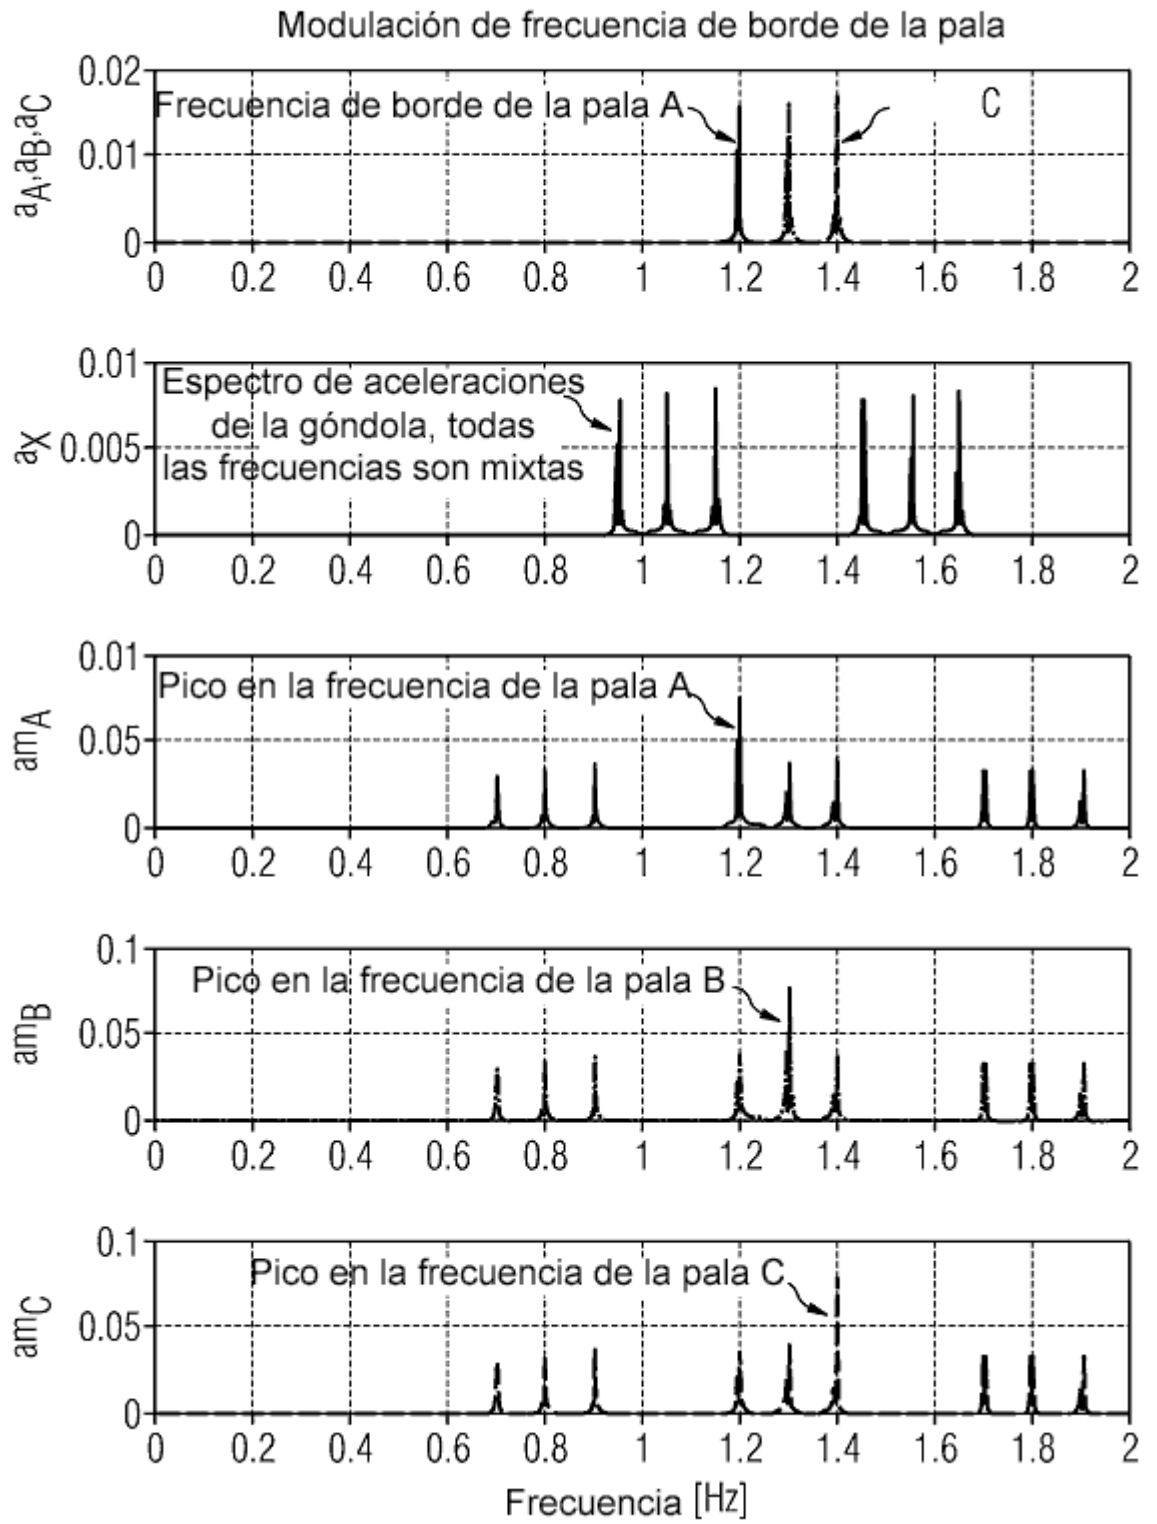 Modulación de frecuencia de borde de la pala
aA,aB,aC
0.02
0.01
0
Frecuencia de borde de la pala A
C
0 0.2 0.4 0.6 0.8 1 1.2 1.4 1.6 1.8 2
aX
0.01
0.005
0
Espectro de aceleraciones
de la góndola, todas
las frecuencias son mixtas
0 0.2 0.4 0.6 0.8 1 1.2 1.4 1.6 1.8 2
amA
0.01
0.05
0
Pico en la frecuencia de la pala A
0 0.2 0.4 0.6 0.8 1 1.2 1.4 1.6 1.8 2
amB
0.1
0.05
0
Pico en la frecuencia de la pala B
0 0.2 0.4 0.6 0.8 1 1.2 1.4 1.6 1.8 2
amC
0.1
0.05
0
Pico en la frecuencia de la pala C
0 0.2 0.4 0.6 0.8 1 1.2 1.4 1.6 1.8 2
Frecuencia [Hz]